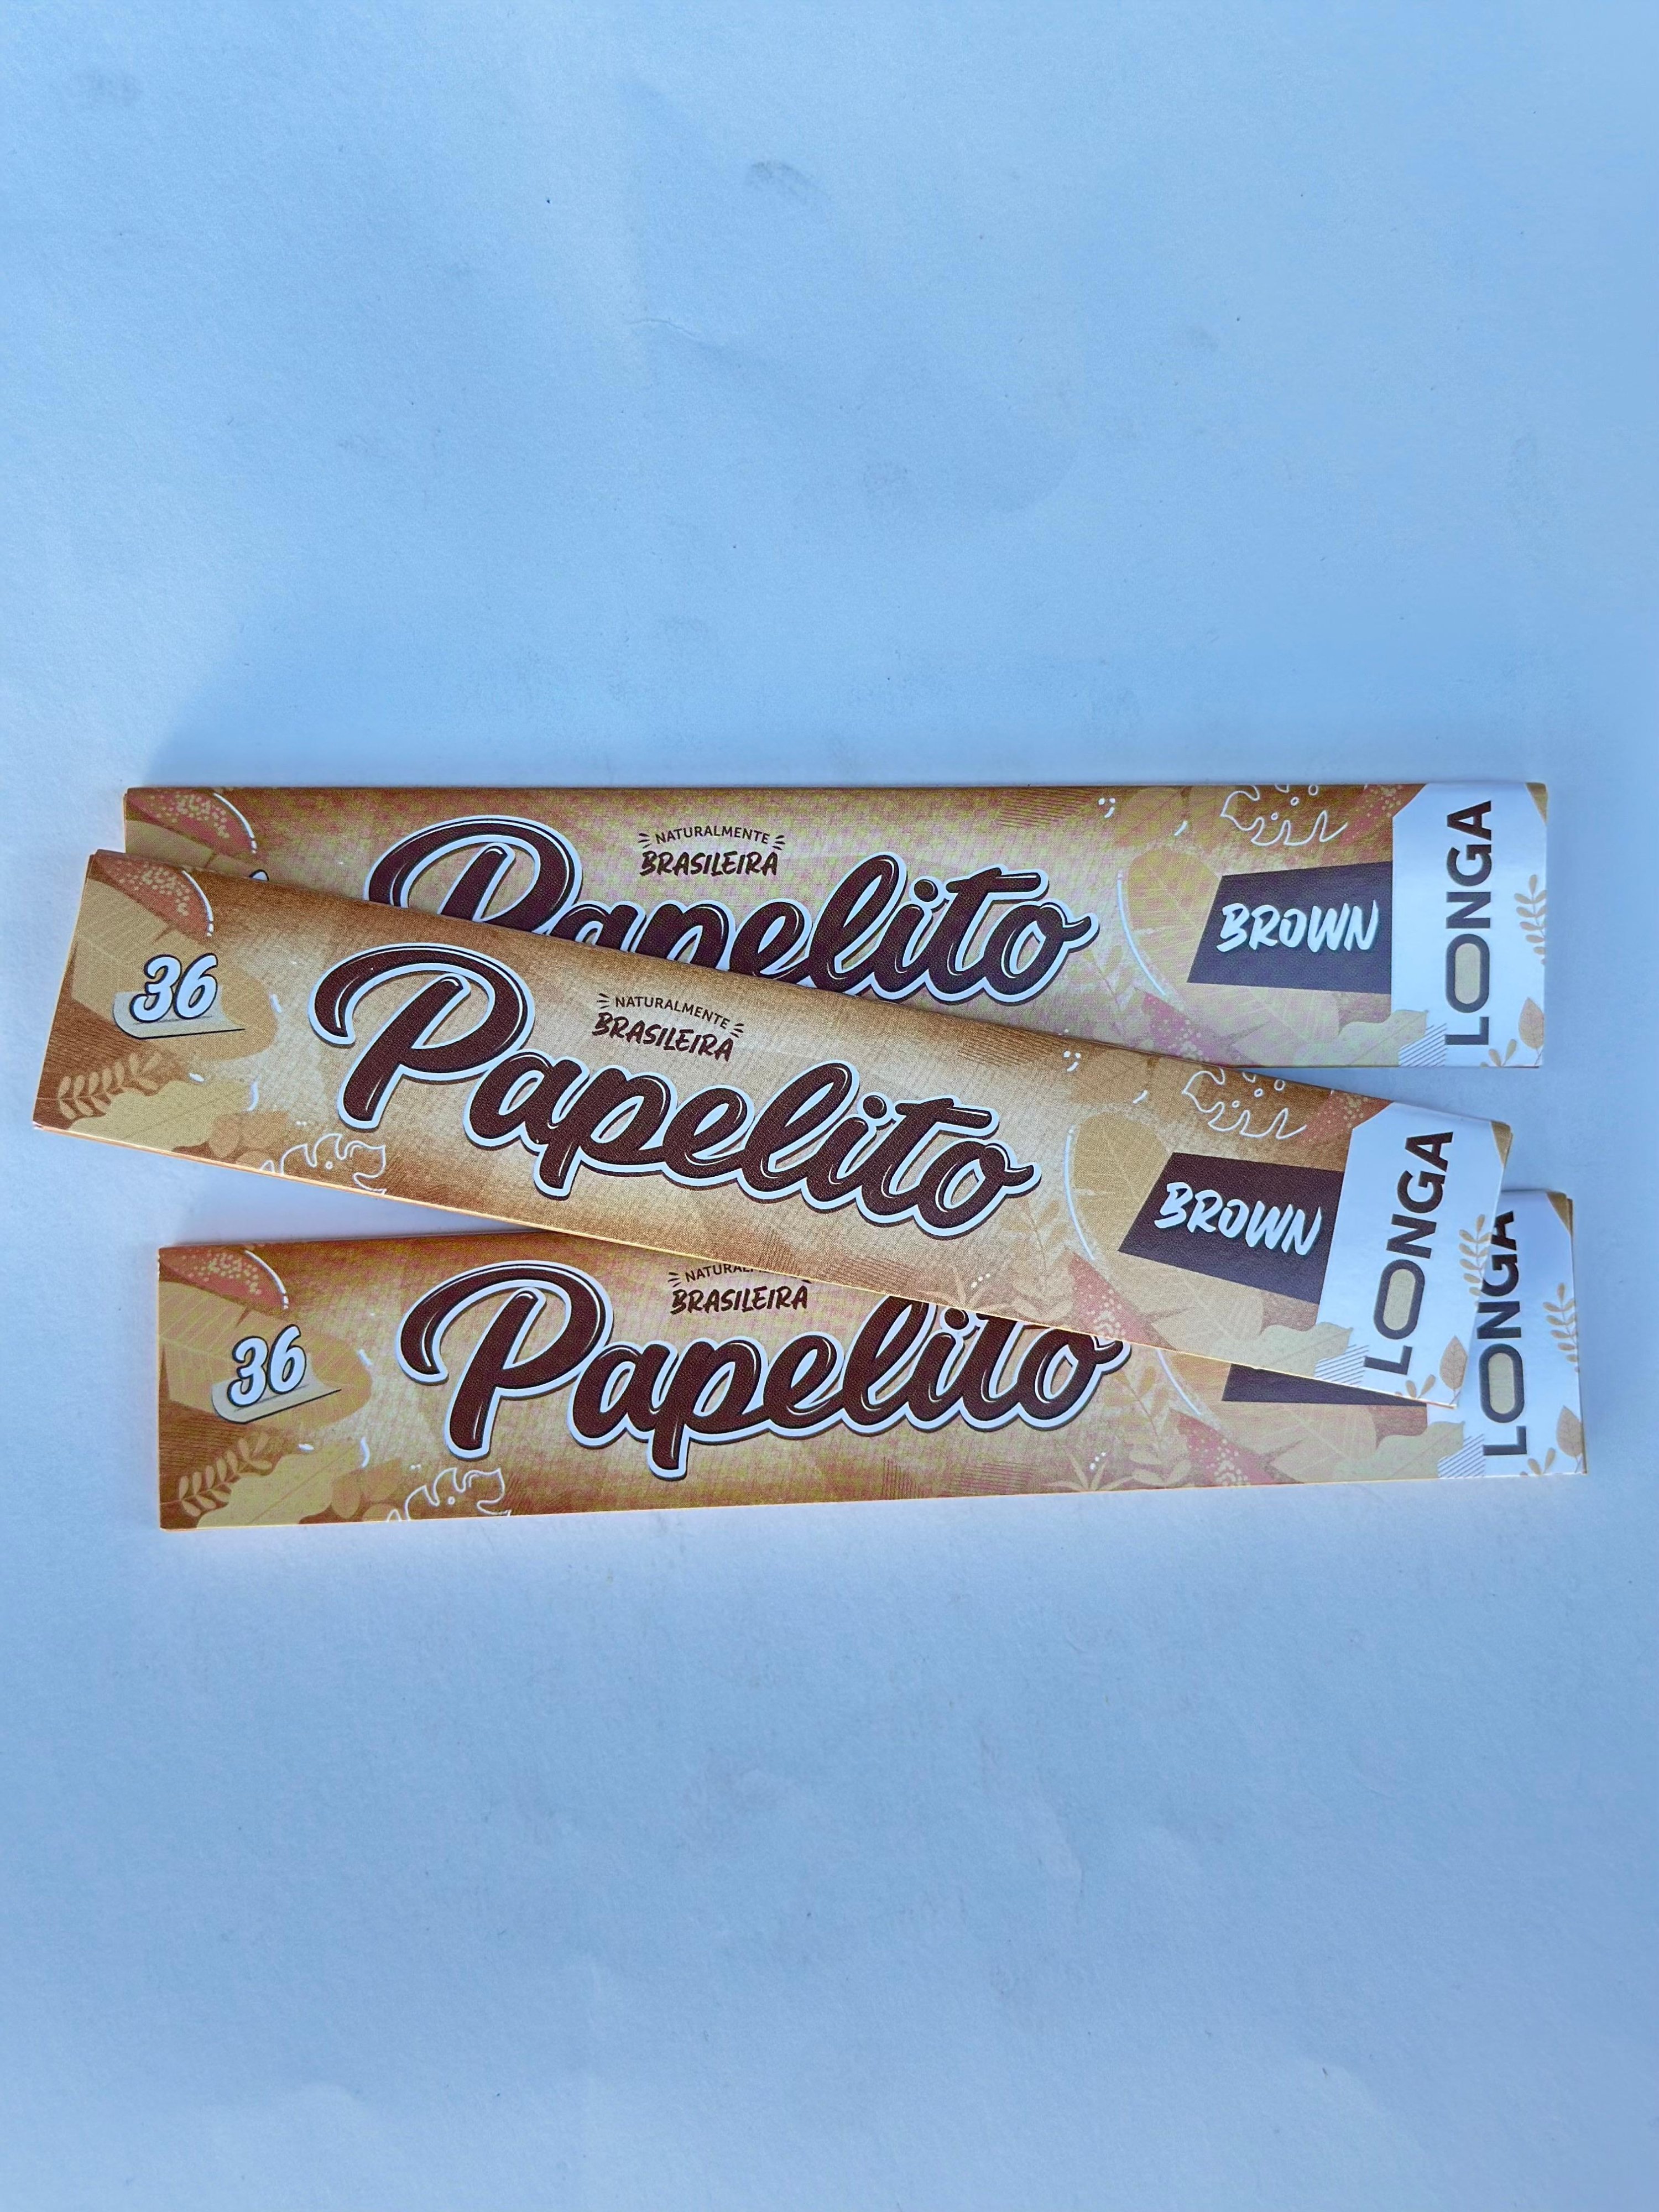 NATURALMENTE
BRASILEIRA
Papelito
BROWN
LONGA
36
NATURALMENTE
BRASILEIRA
Papelito
BROWN
LONGA
36
BRASILEIRA
Papelito
LONGA